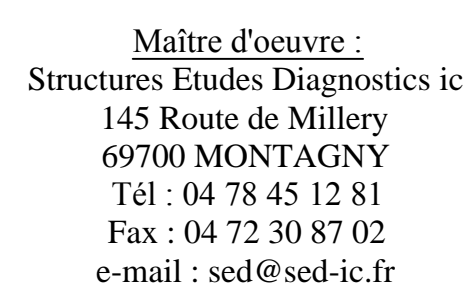 Maître d'oeuvre :
Structures Etudes Diagnostics ic
145 Route de Millery
69700 MONTAGNY
Tél : 04 78 45 12 81
Fax : 04 72 30 87 02
e-mail : sed@sed-ic.fr